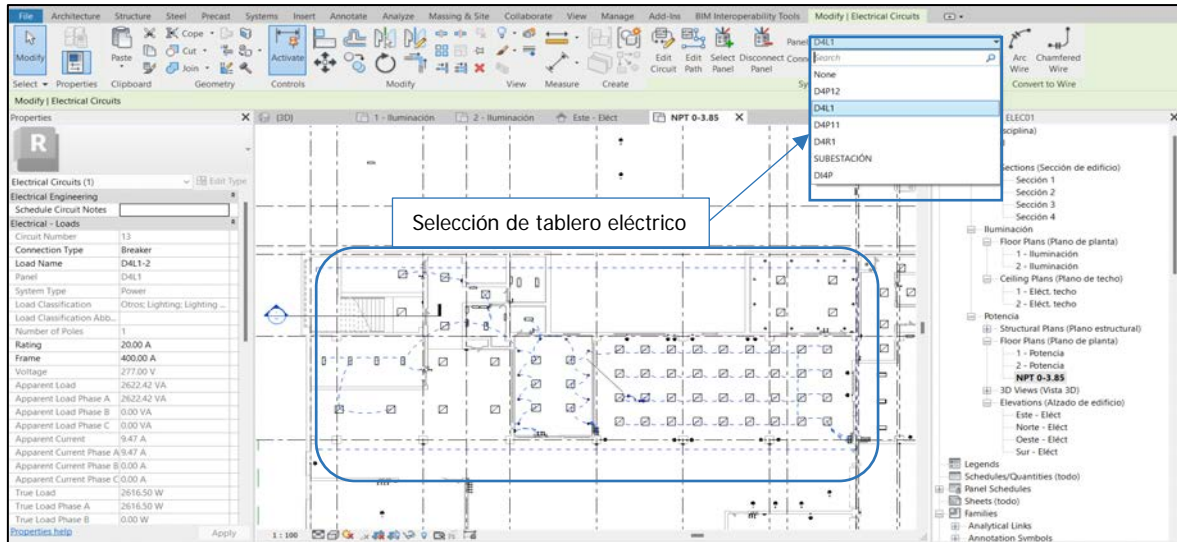 File Architecture Structure Steel Precast Systems Insert Annotate Analyze Massing & Site Collaborate View Manage Add-Ins BIM Interoperability Tools Modify | Electrical Circuits
Modify
Paste
Cope
Cut
Join
Activate
Edit Circuit
Edit Path
Select Panel
Disconnect Panel
Panel D4L1
Arc Wire
Chamfered Wire
Select Properties Clipboard Geometry Controls Modify View Measure Create Convert to Wire
Search
None
D4P12
D4L1
D4P11
D4R1
SUBESTACIÓN
DI4P
Modify | Electrical Circuits
Properties
(3D) 1 - Iluminación 2 - Iluminación Este - Eléct NPT 0-3.85
R
Electrical Circuits (1) Edit Type
Electrical Engineering
Schedule Circuit Notes
Electrical - Loads
Circuit Number 13
Connection Type Breaker
Load Name D4L1-2
Panel D4L1
System Type Power
Load Classification Otros; Lighting; Lighting ...
Load Classification Abb...
Number of Poles 1
Rating 20.00 A
Frame 400.00 A
Voltage 277.00 V
Apparent Load 2622.42 VA
Apparent Load Phase A 2622.42 VA
Apparent Load Phase B 0.00 VA
Apparent Load Phase C 0.00 VA
Apparent Current 9.47 A
Apparent Current Phase A 9.47 A
Apparent Current Phase B 0.00 A
Apparent Current Phase C 0.00 A
True Load 2616.50 W
True Load Phase A 2616.50 W
True Load Phase B 0.00 W
Properties help Apply
Selección de tablero eléctrico
1 : 100
ELEC01
Sections (Sección de edificio)
Sección 1
Sección 2
Sección 3
Sección 4
Iluminación
Floor Plans (Plano de planta)
1 - Iluminación
2 - Iluminación
Ceiling Plans (Plano de techo)
1 - Eléct. techo
2 - Eléct. techo
Potencia
Structural Plans (Plano estructural)
Floor Plans (Plano de planta)
1 - Potencia
2 - Potencia
NPT 0-3.85
3D Views (Vista 3D)
Elevations (Alzado de edificio)
Este - Eléct
Norte - Eléct
Oeste - Eléct
Sur - Eléct
Legends
Schedules/Quantities (todo)
Panel Schedules
Sheets (todo)
Families
Analytical Links
Annotation Symbols